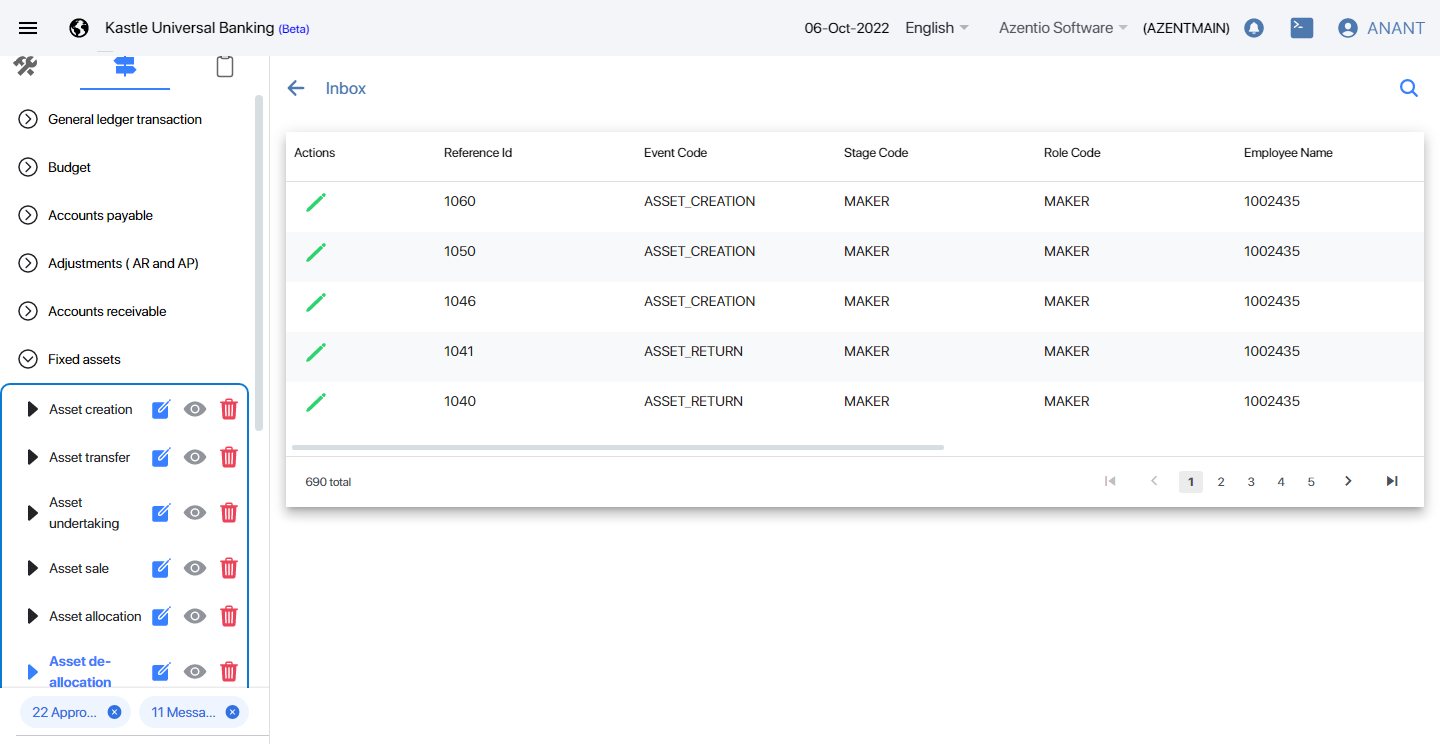 Kastle Universal Banking (Beta)
06-Oct-2022 English Azentio Software (AZENTMAIN) ANANT
General ledger transaction
Budget
Accounts payable
Adjustments ( AR and AP)
Accounts receivable
Fixed assets
Asset creation
Asset transfer
Asset
undertaking
Asset sale
Asset allocation
Asset de-
allocation
22 Appro... 11 Messa...
Inbox
Actions Reference Id Event Code Stage Code Role Code Employee Name
1060 ASSET_CREATION MAKER MAKER 1002435
1050 ASSET_CREATION MAKER MAKER 1002435
1046 ASSET_CREATION MAKER MAKER 1002435
1041 ASSET_RETURN MAKER MAKER 1002435
1040 ASSET_RETURN MAKER MAKER 1002435
690 total 1 2 3 4 5